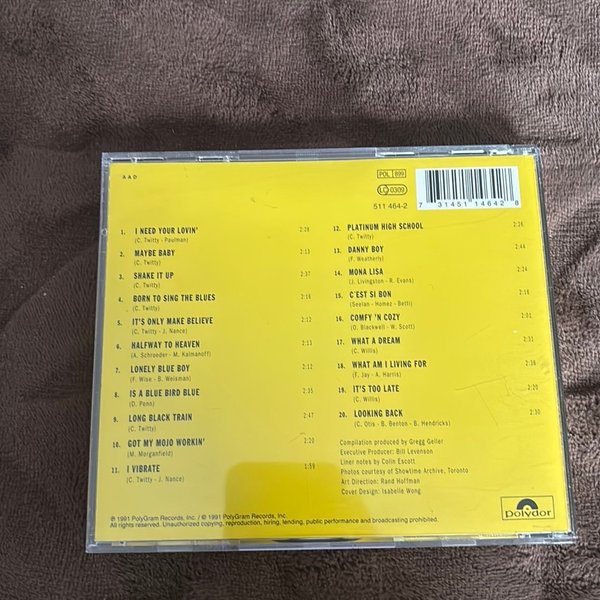 AAD
POL 899
LC 0309
511 464-2
7 31451 14642 8
1. I NEED YOUR LOVIN' 2:28
(C. Twitty - Paulman)
2. MAYBE BABY 2:13
(C. Twitty)
3. SHAKE IT UP 2:37
(C. Twitty)
4. BORN TO SING THE BLUES 2:16
(C. Twitty)
5. IT'S ONLY MAKE BELIEVE 2:12
(C. Twitty - J. Nance)
6. HALFWAY TO HEAVEN 2:11
(A. Schroeder - M. Kalmanoff)
7. LONELY BLUE BOY 2:12
(F. Wise - B. Weisman)
8. IS A BLUE BIRD BLUE 2:35
(D. Penn)
9. LONG BLACK TRAIN 2:47
(C. Twitty)
10. GOT MY MOJO WORKIN' 2:20
(M. Morganfield)
11. I VIBRATE 1:59
(C. Twitty - J. Nance)
12. PLATINUM HIGH SCHOOL 2:26
(C. Twitty)
13. DANNY BOY 2:44
(F. Weatherly)
14. MONA LISA 2:24
(J. Livingston - R. Evans)
15. C'EST SI BON 2:16
(Seelan - Homez - Betti)
16. COMFY 'N COZY 2:01
(O. Blackwell - W. Scott)
17. WHAT A DREAM 2:31
(C. Willis)
18. WHAT AM I LIVING FOR 2:36
(F. Jay - A. Harris)
19. IT'S TOO LATE 2:20
(C. Willis)
20. LOOKING BACK 2:30
(C. Otis - B. Benton - B. Hendricks)
Compilation produced by Gregg Geller
Executive Producer: Bill Levenson
Liner notes by Colin Escott
Photos courtesy of Showtime Archive, Toronto
Art Direction: Rand Hoffman
Cover Design: Isabelle Wong
℗ 1991 PolyGram Records, Inc. / © 1991 PolyGram Records, Inc.
All rights reserved. Unauthorized copying, reproduction, hiring, lending, public performance and broadcasting prohibited.
polydor